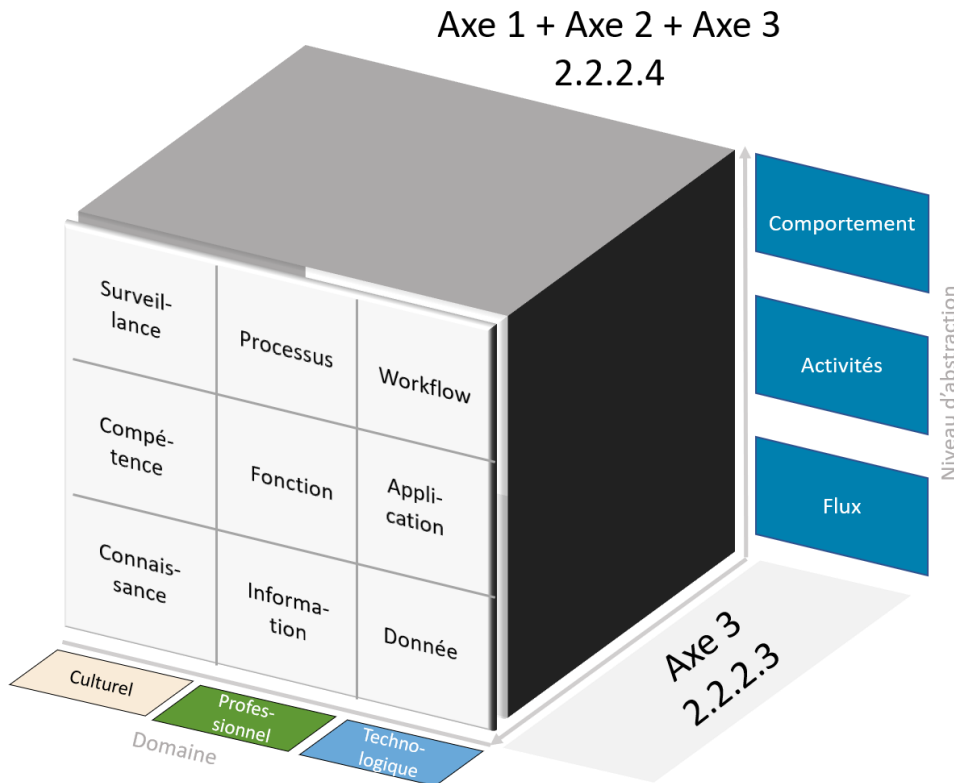 Axe 1 + Axe 2 + Axe 3
2.2.2.4
Surveil-
lance
Processus
Workflow
Compé-
tence
Fonction
Appli-
cation
Connais-
sance
Informa-
tion
Donnée
Comportement
Activités
Flux
Niveau d'abstraction
Axe 3
2.2.2.3
Culturel
Profes-
sionnel
Techno-
logique
Domaine